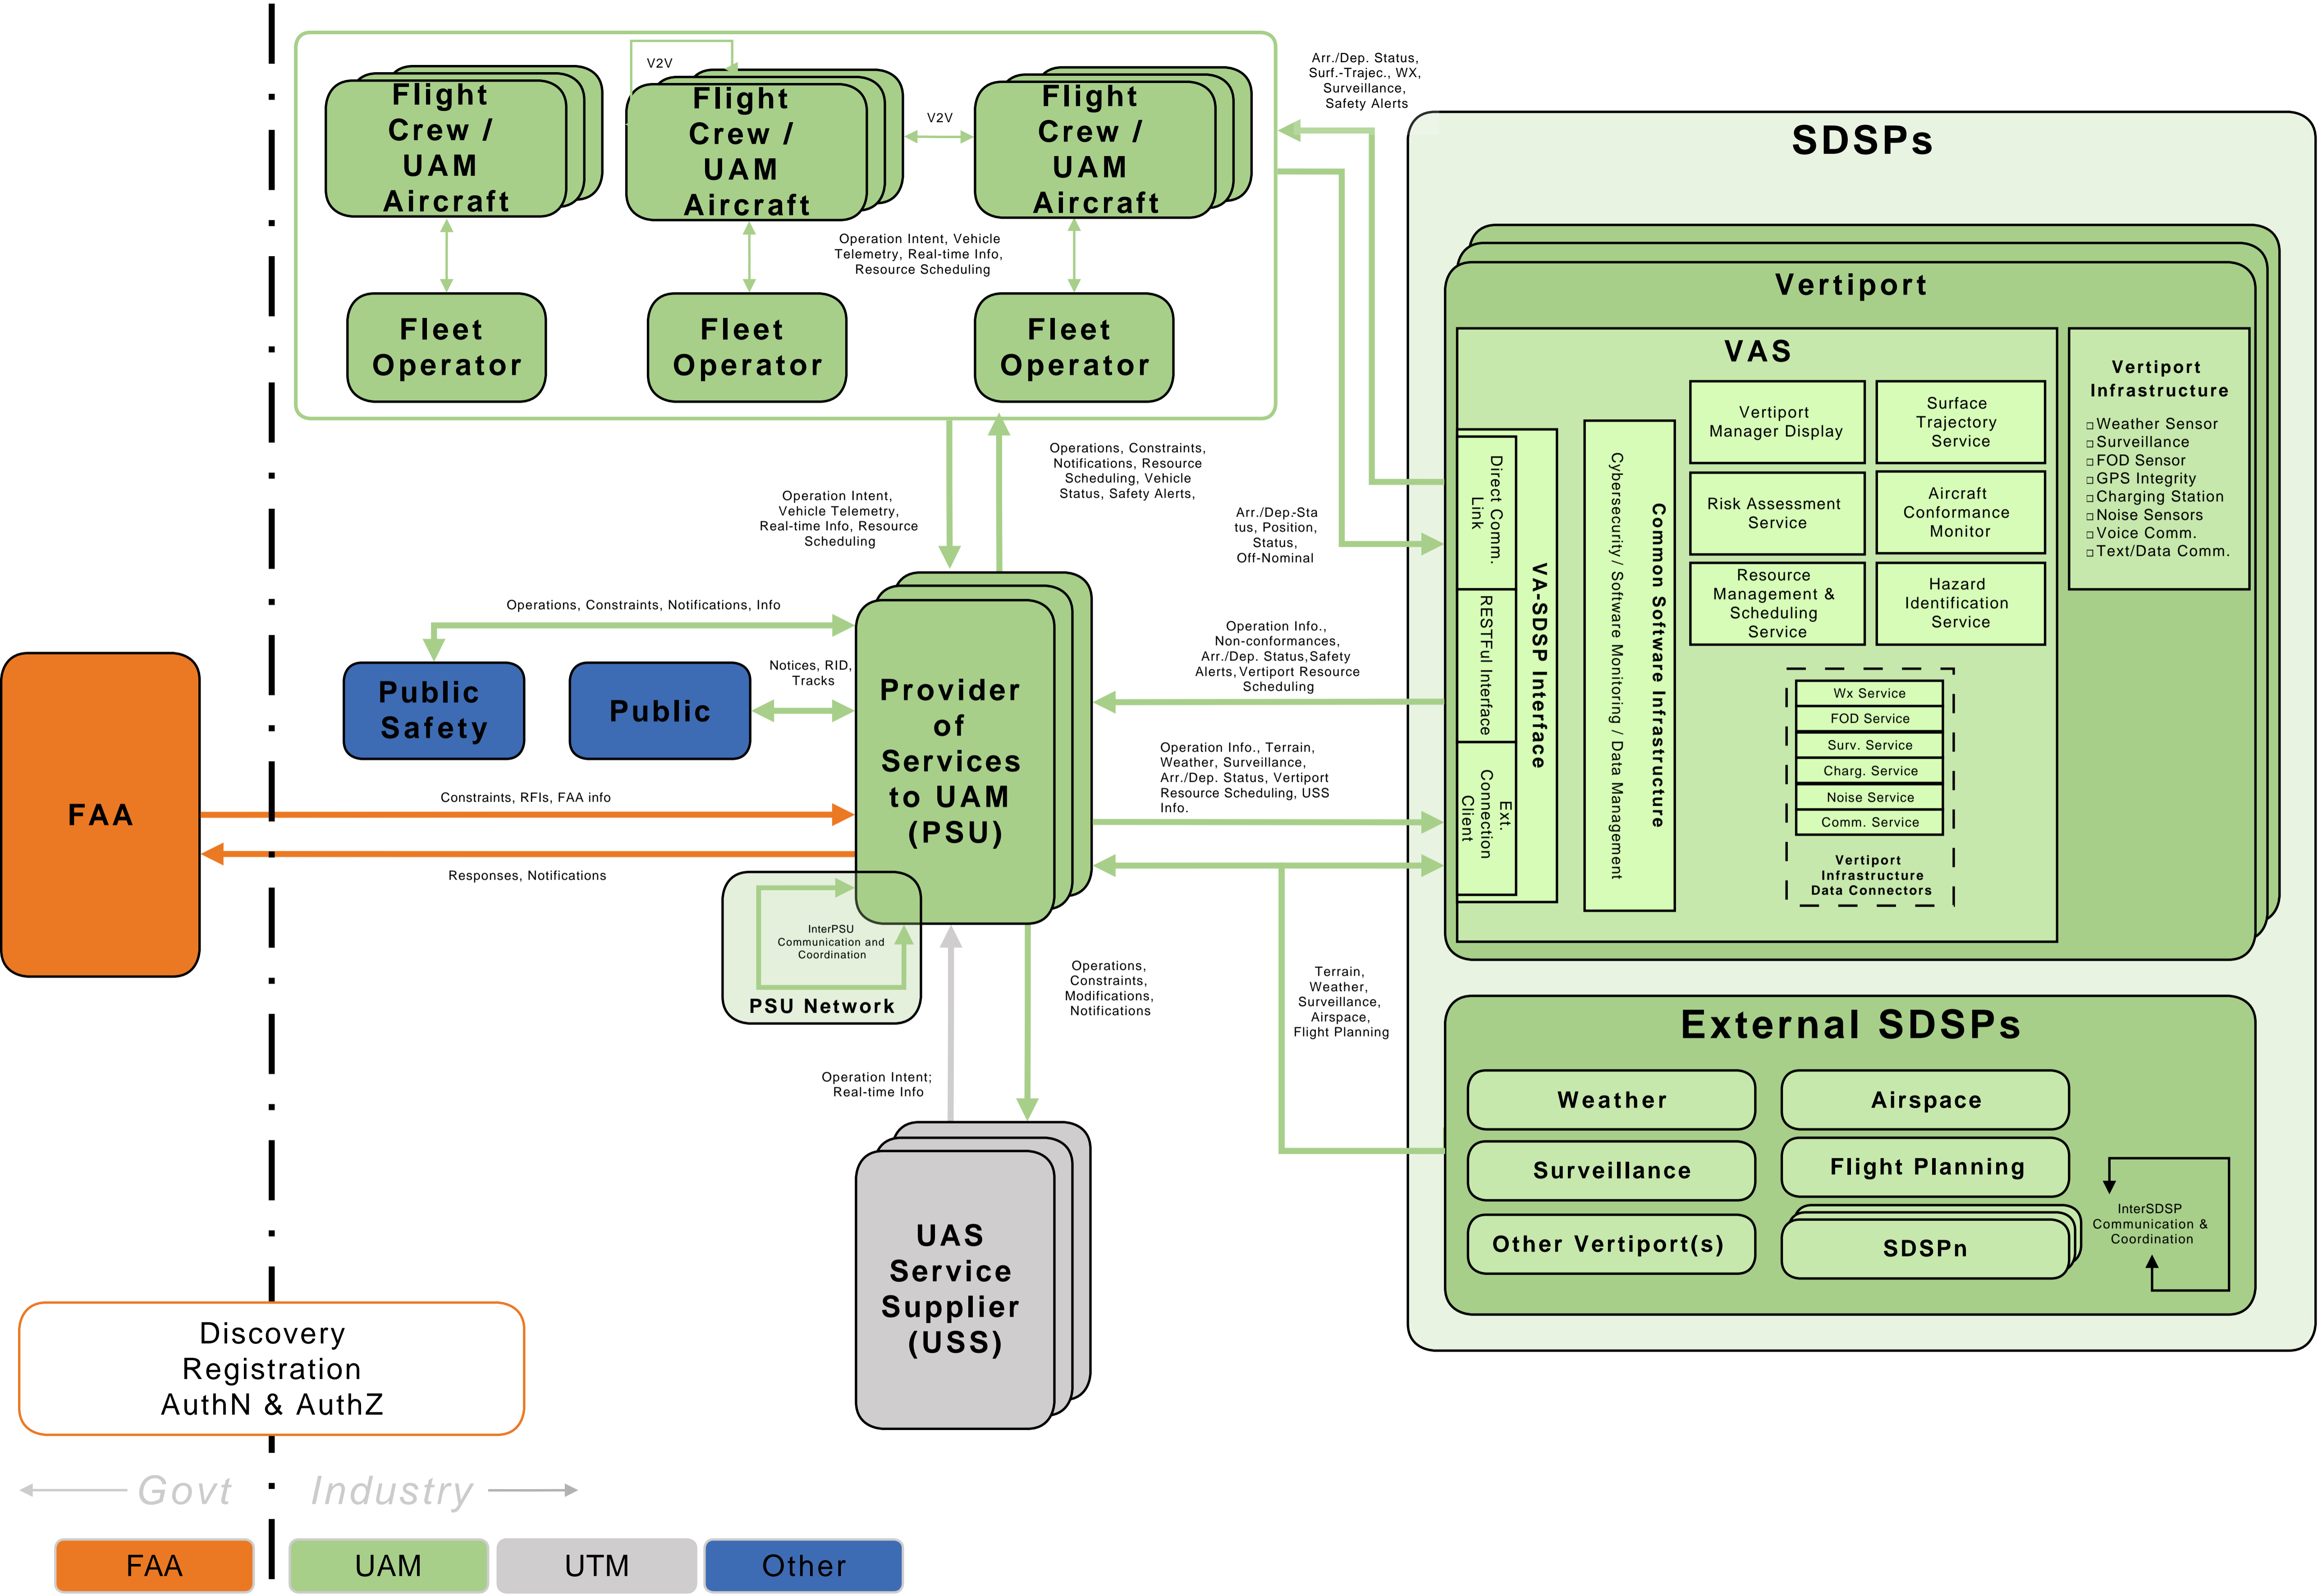 V2V
Flight
Crew /
UAM
Aircraft
Flight
Crew /
UAM
Aircraft
V2V
Flight
Crew /
UAM
Aircraft
Operation Intent, Vehicle
Telemetry, Real-time Info,
Resource Scheduling
Fleet
Operator
Fleet
Operator
Fleet
Operator
Arr./Dep. Status,
Surf.-Trajec., WX,
Surveillance,
Safety Alerts
Operation Intent,
Vehicle Telemetry,
Real-time Info, Resource
Scheduling
Operations, Constraints,
Notifications, Resource
Scheduling, Vehicle
Status, Safety Alerts,
Arr./Dep.-Sta
tus, Position,
Status,
Off-Nominal
Operations, Constraints, Notifications, Info
Public
Safety
Public
Notices, RID,
Tracks
FAA
Constraints, RFIs, FAA info
Responses, Notifications
Provider
of
Services
to UAM
(PSU)
InterPSU
Communication and
Coordination
PSU Network
Operation Info.,
Non-conformances,
Arr./Dep. Status,Safety
Alerts, Vertiport Resource
Scheduling
Operation Info., Terrain,
Weather, Surveillance,
Arr./Dep. Status, Vertiport
Resource Scheduling, USS
Info.
Operations,
Constraints,
Modifications,
Notifications
Terrain,
Weather,
Surveillance,
Airspace,
Flight Planning
Operation Intent;
Real-time Info
UAS
Service
Supplier
(USS)
SDSPs
Vertiport
VAS
Direct Comm.
Link
RESTFul Interface
Ext.
Connection
Client
VA-SDSP Interface
Common Software Infrastructure
Cybersecurity / Software Monitoring / Data Management
Vertiport
Manager Display
Surface
Trajectory
Service
Risk Assessment
Service
Aircraft
Conformance
Monitor
Resource
Management &
Scheduling
Service
Hazard
Identification
Service
Wx Service
FOD Service
Surv. Service
Charg. Service
Noise Service
Comm. Service
Vertiport
Infrastructure
Data Connectors
Vertiport
Infrastructure
□ Weather Sensor
□ Surveillance
□ FOD Sensor
□ GPS Integrity
□ Charging Station
□ Noise Sensors
□ Voice Comm.
□ Text/Data Comm.
External SDSPs
Weather
Airspace
Surveillance
Flight Planning
Other Vertiport(s)
SDSPn
InterSDSP
Communication &
Coordination
Discovery
Registration
AuthN & AuthZ
Govt
Industry
FAA
UAM
UTM
Other